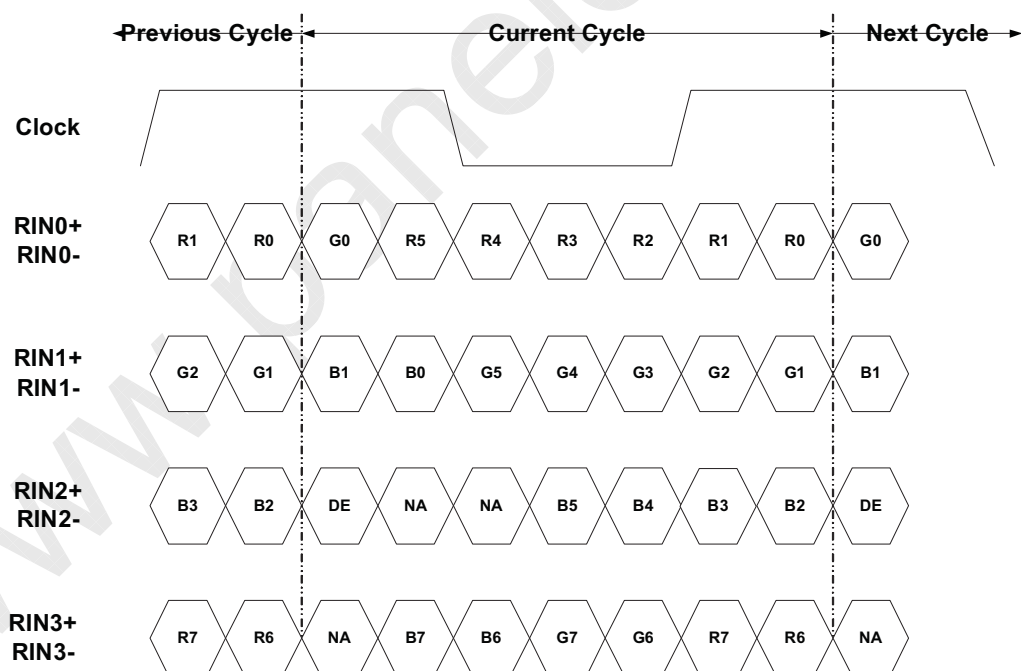 Previous Cycle Current Cycle Next Cycle
Clock
RIN0+
RIN0-
R1 R0 G0 R5 R4 R3 R2 R1 R0 G0
RIN1+
RIN1-
G2 G1 B1 B0 G5 G4 G3 G2 G1 B1
RIN2+
RIN2-
B3 B2 DE NA NA B5 B4 B3 B2 DE
RIN3+
RIN3-
R7 R6 NA B7 B6 G7 G6 R7 R6 NA